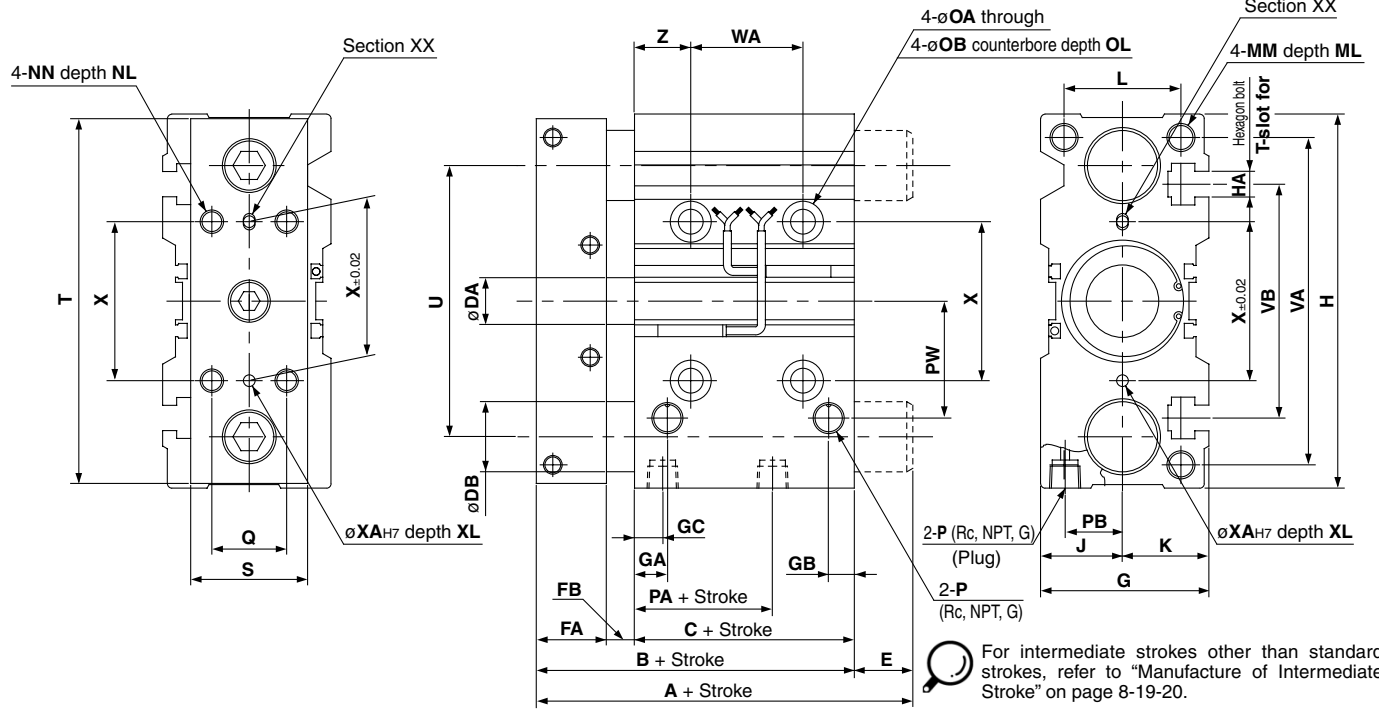 4-øOA through
4-øOB counterbore depth OL
Section XX
4-MM depth ML
Section XX
4-NN depth NL
Z
WA
L
Hexagon bolt
T-slot for
HA
T
X
X±0.02
U
øDA
øDB
PW
X
X±0.02
VB
VA
H
Q
S
øXAH7 depth XL
GC
GA
GB
PA + Stroke
FB
FA
C + Stroke
B + Stroke
E
A + Stroke
2-P (Rc, NPT, G)
(Plug)
2-P
(Rc, NPT, G)
PB
J
K
G
øXAH7 depth XL
For intermediate strokes other than standard
strokes, refer to “Manufacture of Intermediate
Stroke” on page 8-19-20.